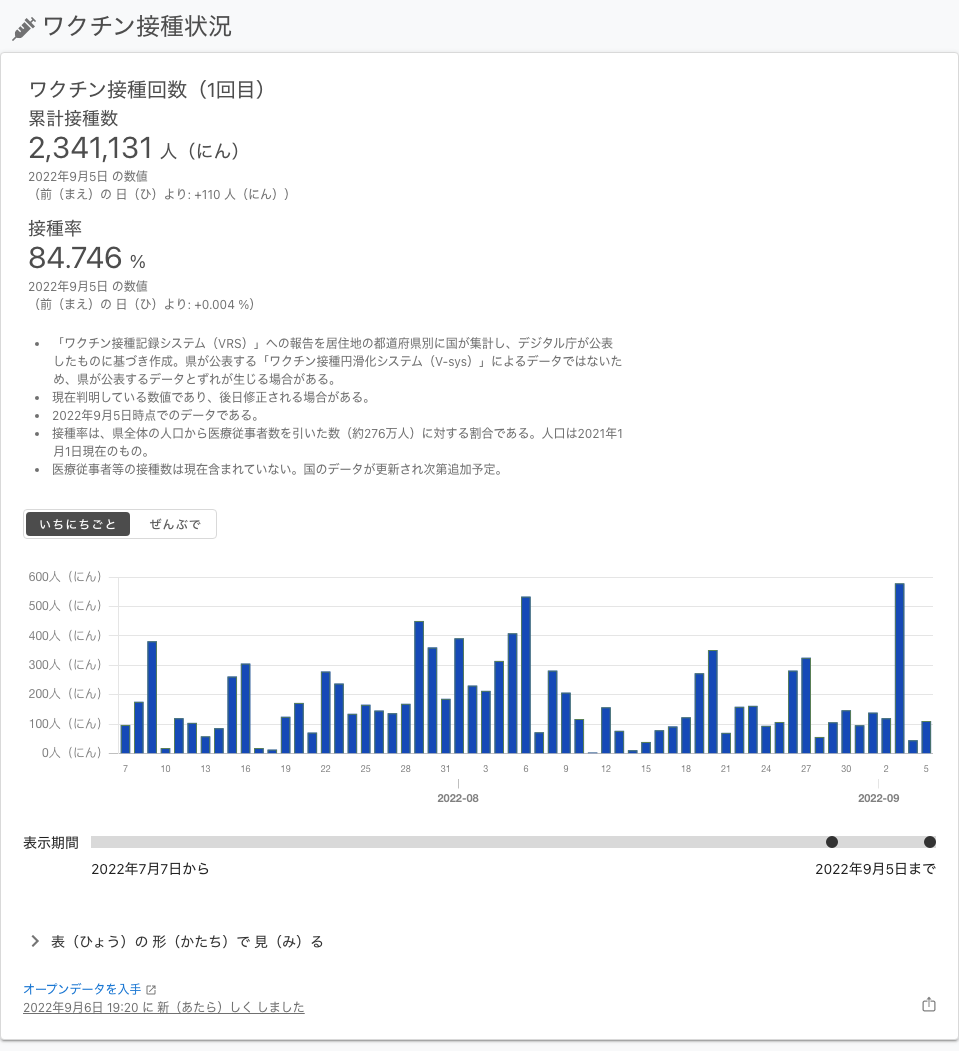 ワクチン接種状況
ワクチン接種回数（1回目）
累計接種数
2,341,131 人（にん）
2022年9月5日 の数値
（前（まえ）の 日（ひ）より: +110 人（にん））
接種率
84.746 %
2022年9月5日 の数値
（前（まえ）の 日（ひ）より: +0.004 %）
• 「ワクチン接種記録システム（VRS）」への報告を居住地の都道府県別に国が集計し、デジタル庁が公表
したものに基づき作成。県が公表する「ワクチン接種円滑化システム（V-sys）」によるデータではないた
め、県が公表するデータとずれが生じる場合がある。
• 現在判明している数値であり、後日修正される場合がある。
• 2022年9月5日時点でのデータである。
• 接種率は、県全体の人口から医療従事者数を引いた数（約276万人）に対する割合である。人口は2021年1
月1日現在のもの。
• 医療従事者等の接種数は現在含まれていない。国のデータが更新され次第追加予定。
いちにちごと ぜんぶで
600人（にん）
500人（にん）
400人（にん）
300人（にん）
200人（にん）
100人（にん）
0人（にん）
7 10 13 16 19 22 25 28 31 3 6 9 12 15 18 21 24 27 30 2 5
2022-08 2022-09
表示期間
2022年7月7日から 2022年9月5日まで
表（ひょう）の 形（かたち）で 見（み）る
オープンデータを入手
2022年9月6日 19:20 に 新（あたら）しく しました